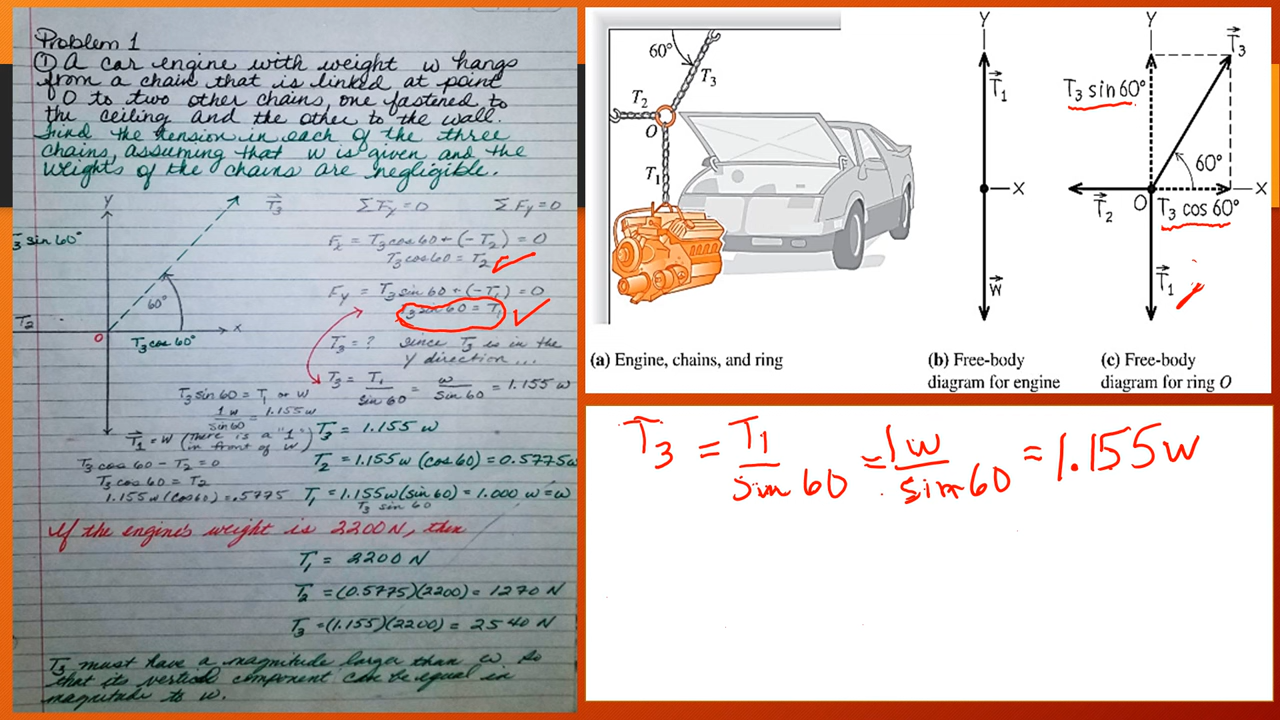 Problem 1
① A car engine with weight w hangs
from a chain that is linked at point
O to two other chains, one fastened to
the ceiling and the other to the wall.
Find the tension in each of the three
chains, assuming that w is given and the
weights of the chains are negligible.
y
T₃
ΣFy = 0 ΣFy = 0
T₃ sin 60°
Fx = T₃cos60 + (-T₂) = 0
T₃cos60 = T₂
60°
Fy = T₃ sin 60 + (-T₁) = 0
T₃ sin 60 = T₁
T₂
O
x
T₃ cos 60°
T₃ = ? Since T₃ is in the
y direction...
T₃ = T₁/sin 60 = w/sin 60 = 1.155 w
T₃ sin 60 = T₁ or w
1w/sin 60 = 1.155w
T₁ = w (There is a "1"
in front of w)
T₃ = 1.155 w
T₃ cos 60 - T₂ = 0
T₂ = 1.155w (cos 60) = 0.5775w
T₃ cos 60 = T₂
1.155w (cos60) = .5775
T₁ = 1.155w (sin 60) = 1.000 w = w
T₃ sin 60
If the engine's weight is 2200 N, then
T₁ = 2200 N
T₂ = (0.5775)(2200) = 1270 N
T₃ = (1.155)(2200) = 2540 N
T₃ must have a magnitude larger than w so
that its vertical component can be equal in
magnitude to w.
60°
T₃
T₂
O
T₁
(a) Engine, chains, and ring
Y
T₁
X
W
(b) Free-body
diagram for engine
Y
T₃
T₃ sin 60°
60°
X
T₂
O
T₃ cos 60°
T₁
(c) Free-body
diagram for ring O
T₃ = T₁/sin 60 = 1w/sin 60 = 1.155w